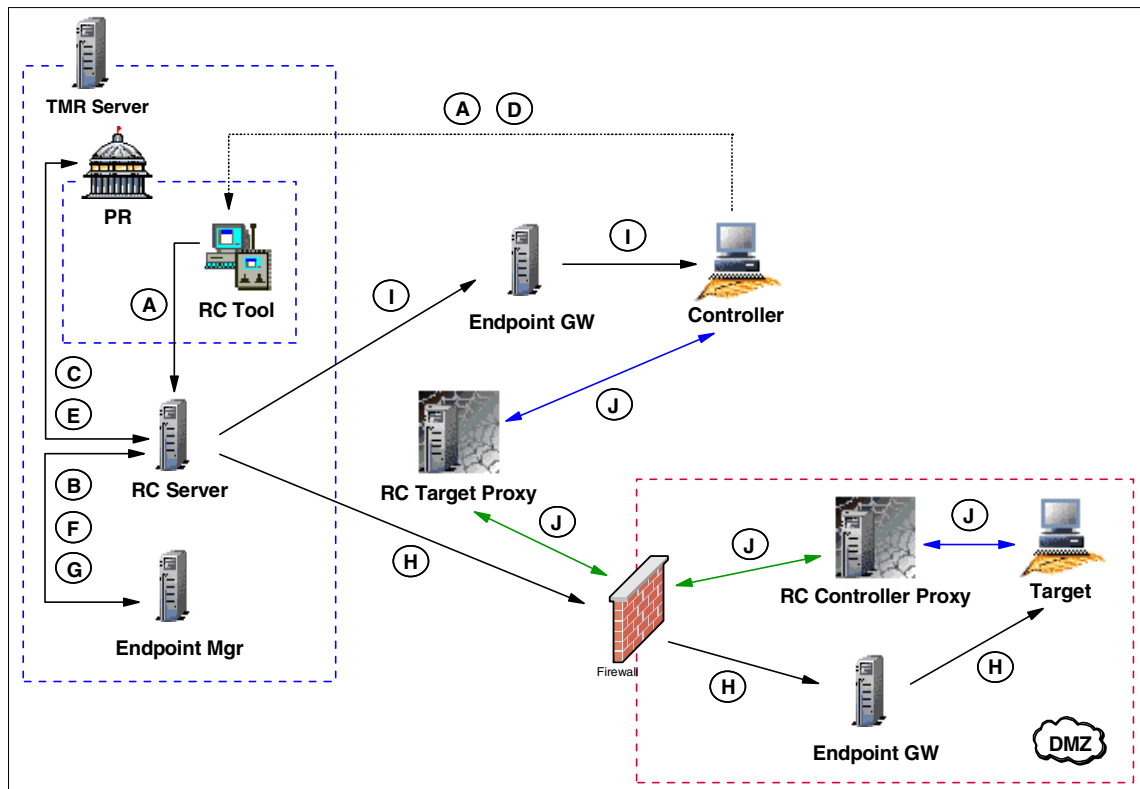 TMR Server
A D
PR
I
A
RC Tool
I
Endpoint GW
Controller
C
J
E
B
RC Server
RC Target Proxy
J
J
J
F
H
G
RC Controller Proxy
Target
Endpoint Mgr
Firewall
H
H
Endpoint GW
DMZ